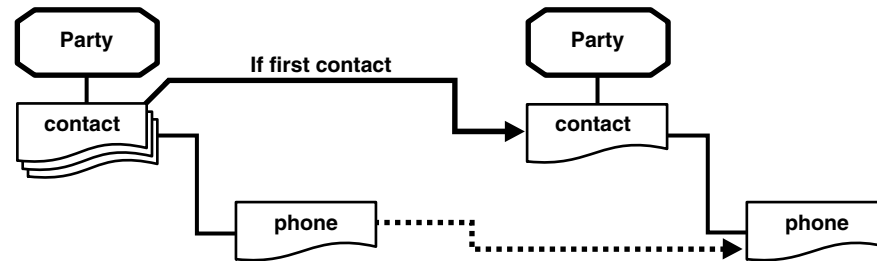 Party
Party
If first contact
contact
contact
phone
phone